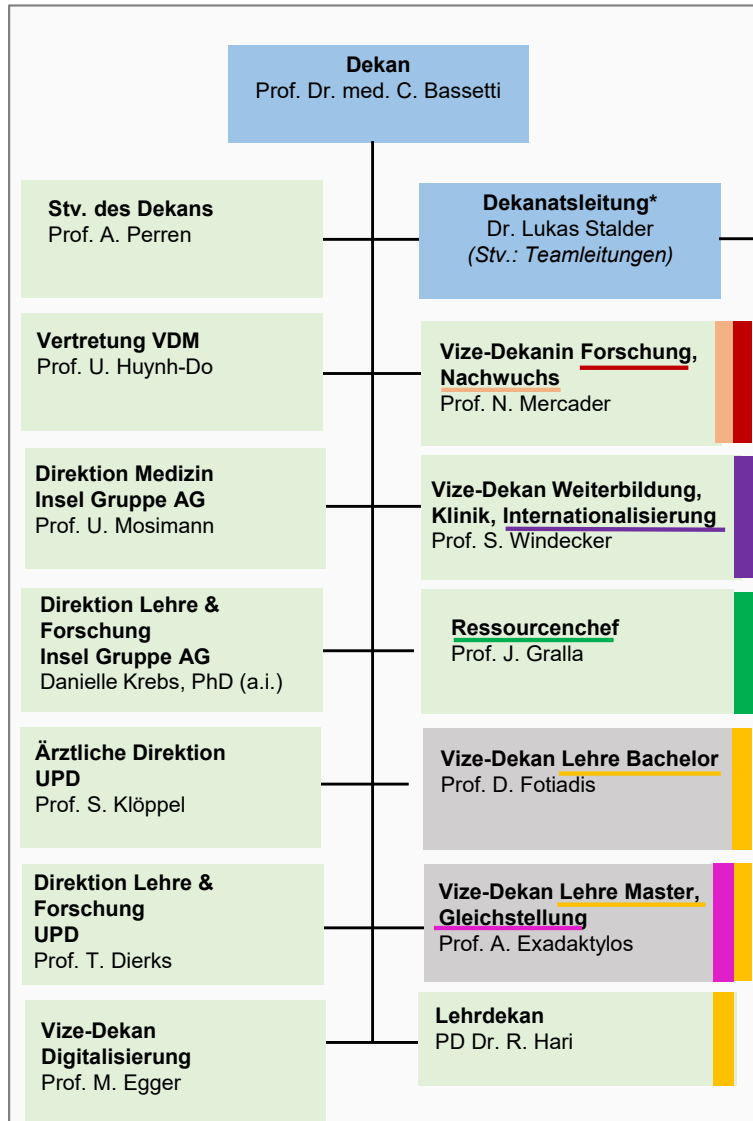 Dekan
Prof. Dr. med. C. Bassetti
Stv. des Dekans
Prof. A. Perren
Dekanatsleitung*
Dr. Lukas Stalder
(Stv.: Teamleitungen)
Vertretung VDM
Prof. U. Huynh-Do
Vize-Dekanin Forschung,
Nachwuchs
Prof. N. Mercader
Direktion Medizin
Insel Gruppe AG
Prof. U. Mosimann
Vize-Dekan Weiterbildung,
Klinik, Internationalisierung
Prof. S. Windecker
Direktion Lehre &
Forschung
Insel Gruppe AG
Danielle Krebs, PhD (a.i.)
Ressourcenchef
Prof. J. Gralla
Ärztliche Direktion
UPD
Prof. S. Klöppel
Vize-Dekan Lehre Bachelor
Prof. D. Fotiadis
Direktion Lehre &
Forschung
UPD
Prof. T. Dierks
Vize-Dekan Lehre Master,
Gleichstellung
Prof. A. Exadaktylos
Vize-Dekan
Digitalisierung
Prof. M. Egger
Lehrdekan
PD Dr. R. Hari